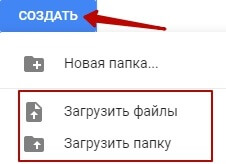 СОЗДАТЬ
Новая папка...
Загрузить файлы
Загрузить папку